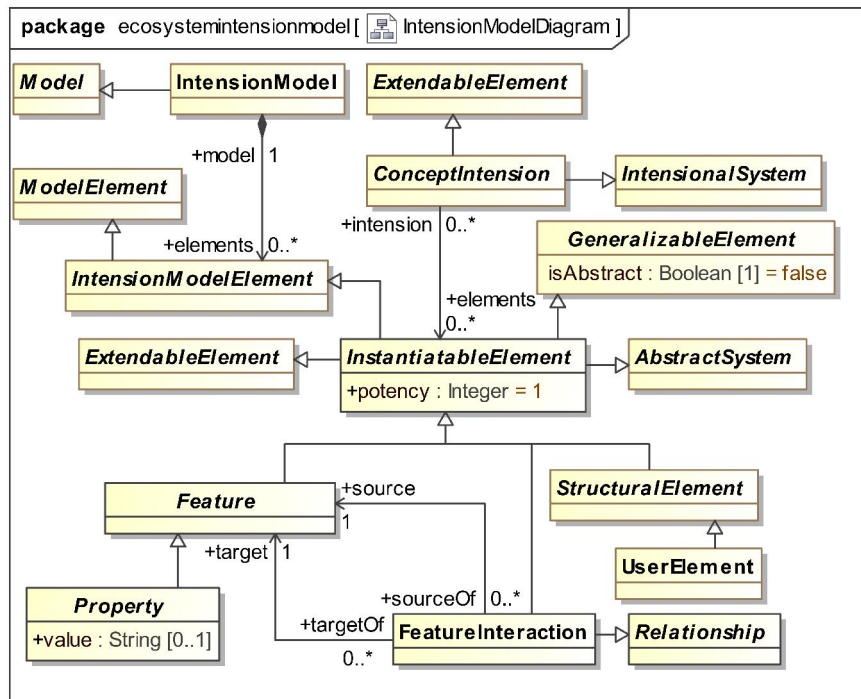 package ecosystemintensionmodel[ IntensionModelDiagram ]
Model
IntensionModel
ExtendableElement
+model 1
ModelElement
ConceptIntension
IntensionalSystem
+intension 0..*
GeneralizableElement
isAbstract : Boolean [1] = false
+elements 0..*
IntensionModelElement
+elements
0..*
ExtendableElement
InstantiatableElement
+potency : Integer = 1
AbstractSystem
Feature
+source
1
StructuralElement
+target 1
UserElement
Property
+value : String [0..1]
+sourceOf 0..*
+targetOf
0..*
FeatureInteraction
Relationship